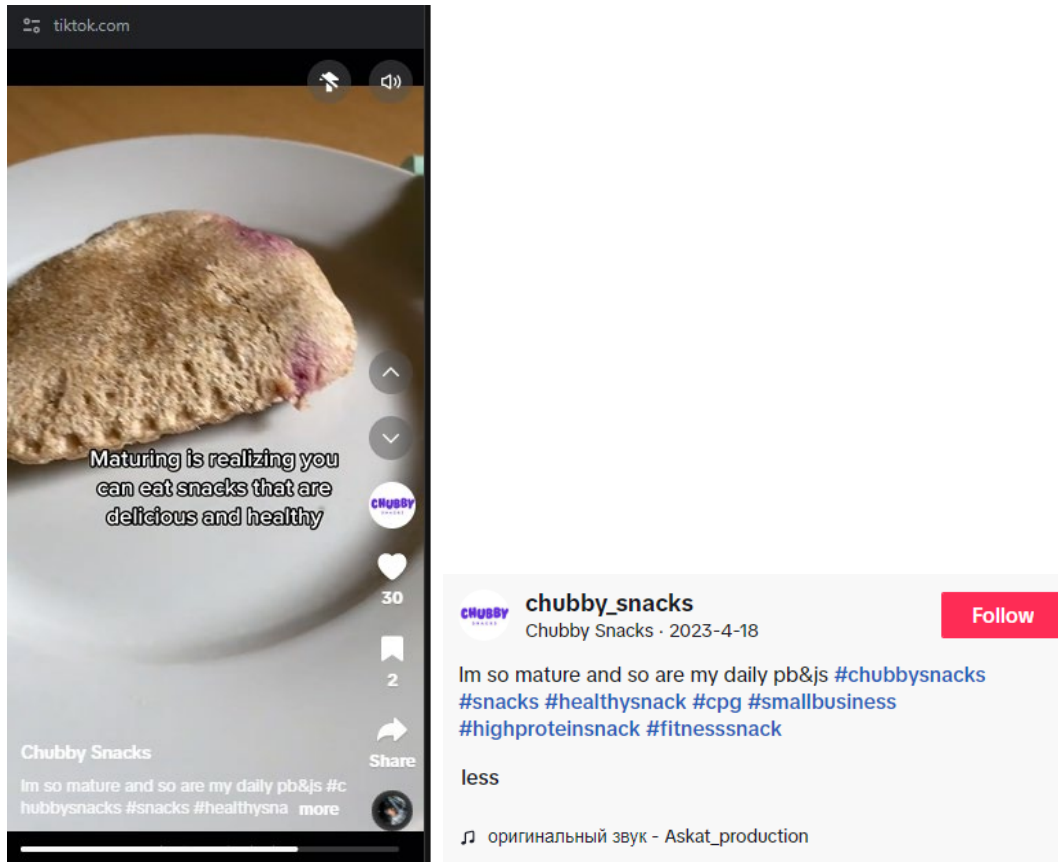 tiktok.com
Maturing is realizing you
can eat snacks that are
delicious and healthy
CHUBBY
SNACKS
30
2
Share
Chubby Snacks
Im so mature and so are my daily pb&js #c
hubbysnacks #snacks #healthysna more
CHUBBY
SNACKS
chubby_snacks
Chubby Snacks · 2023-4-18
Follow
Im so mature and so are my daily pb&js #chubbysnacks
#snacks #healthysnack #cpg #smallbusiness
#highproteinsnack #fitnesssnack
less
оригинальный звук - Askat_production